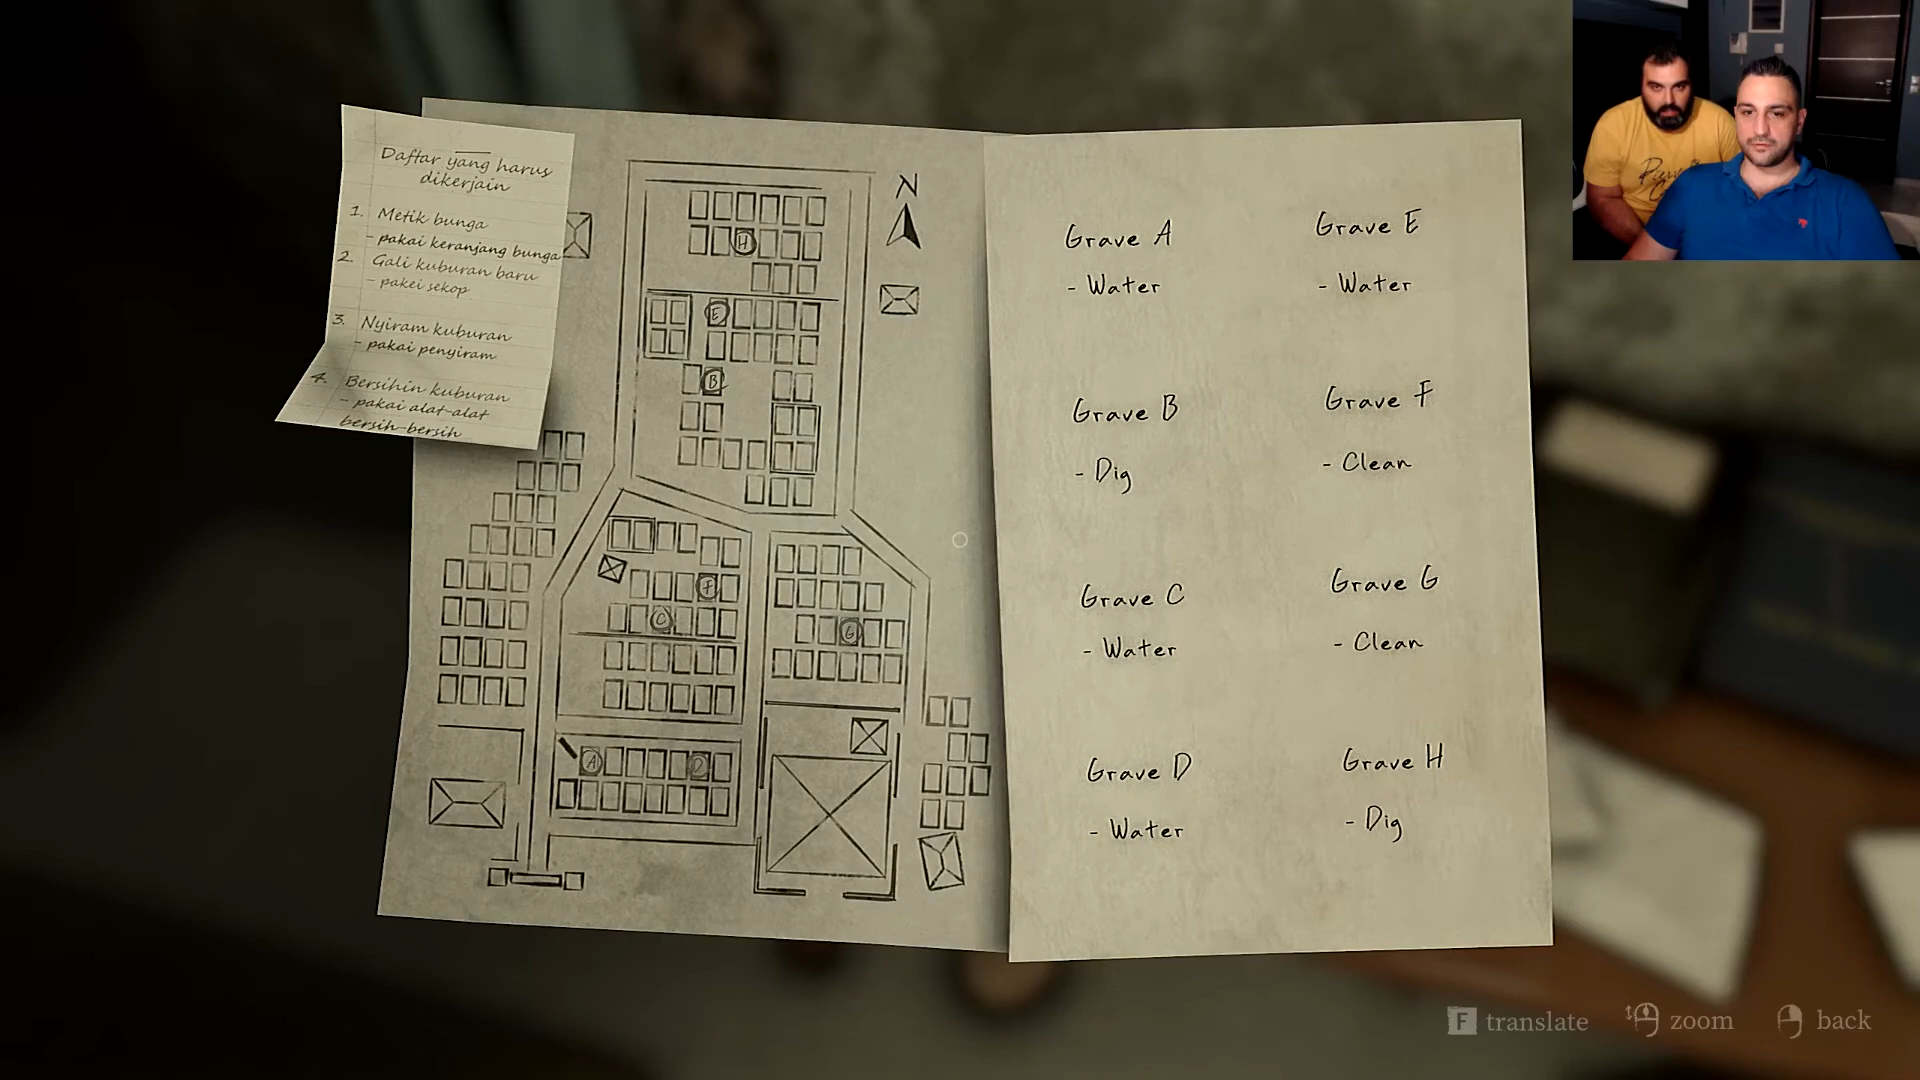 Daftar yang harus
dikerjain
1. Metik bunga
- pakai keranjang bunga
2. Gali kuburan baru
- pakei sekop
3. Nyiram kuburan
- pakai penyiram
4. Bersihin kuburan
- pakai alat-alat
bersih-bersih
N
H
E
B
F
C
G
A
D
Grave A
- Water
Grave B
- Dig
Grave C
- Water
Grave D
- Water
Grave E
- Water
Grave F
- Clean
Grave G
- Clean
Grave H
- Dig
F translate
zoom
back